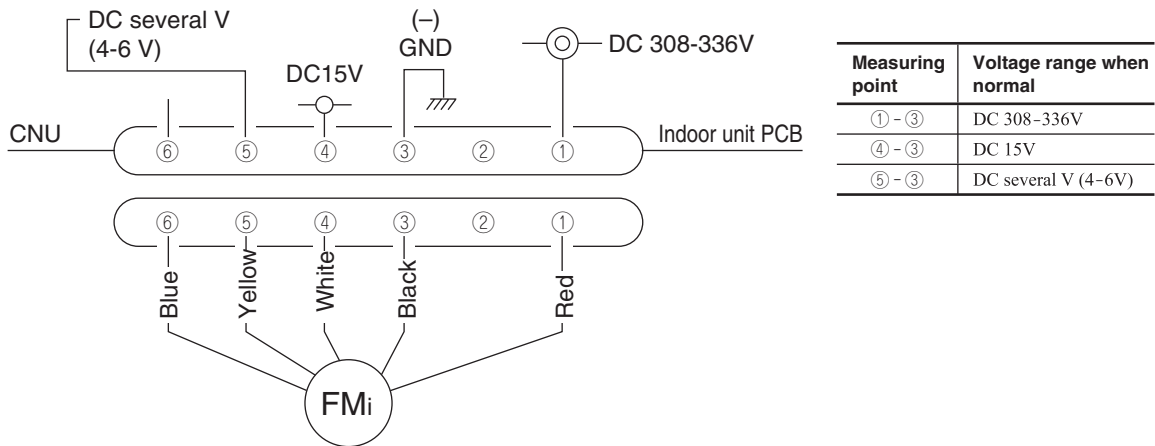 DC several V
(4-6 V)
DC15V
(–)
GND
DC 308-336V
CNU
⑥ ⑤ ④ ③ ② ①
Indoor unit PCB
⑥ ⑤ ④ ③ ② ①
Blue
Yellow
White
Black
Red
FMi
Measuring point | Voltage range when normal
① - ③ | DC 308-336V
④ - ③ | DC 15V
⑤ - ③ | DC several V (4-6V)